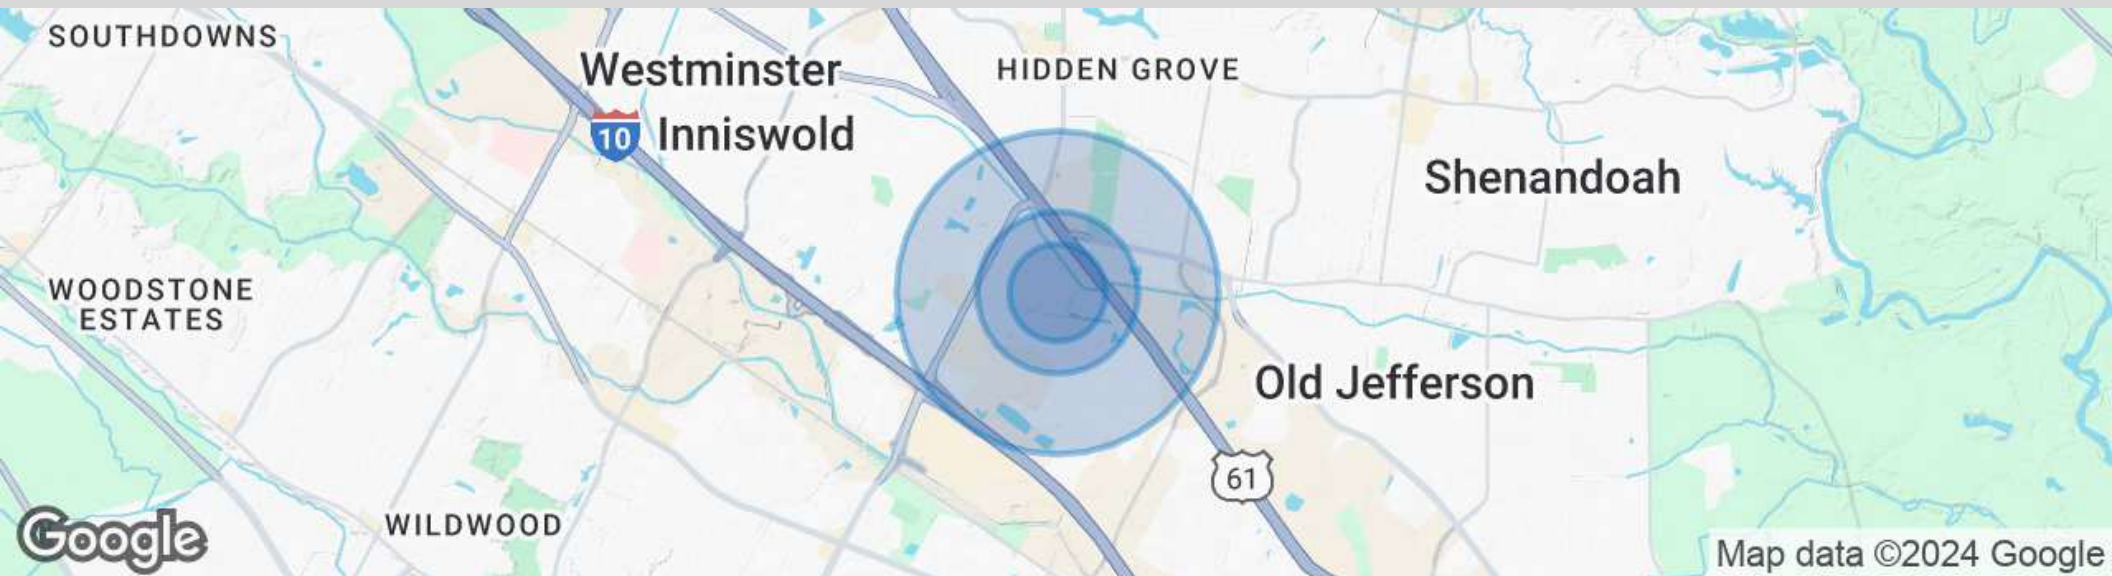 SOUTHDOWNS
Westminster
HIDDEN GROVE
10
Inniswold
Shenandoah
WOODSTONE
ESTATES
Old Jefferson
61
WILDWOOD
Google
Map data ©2024 Google